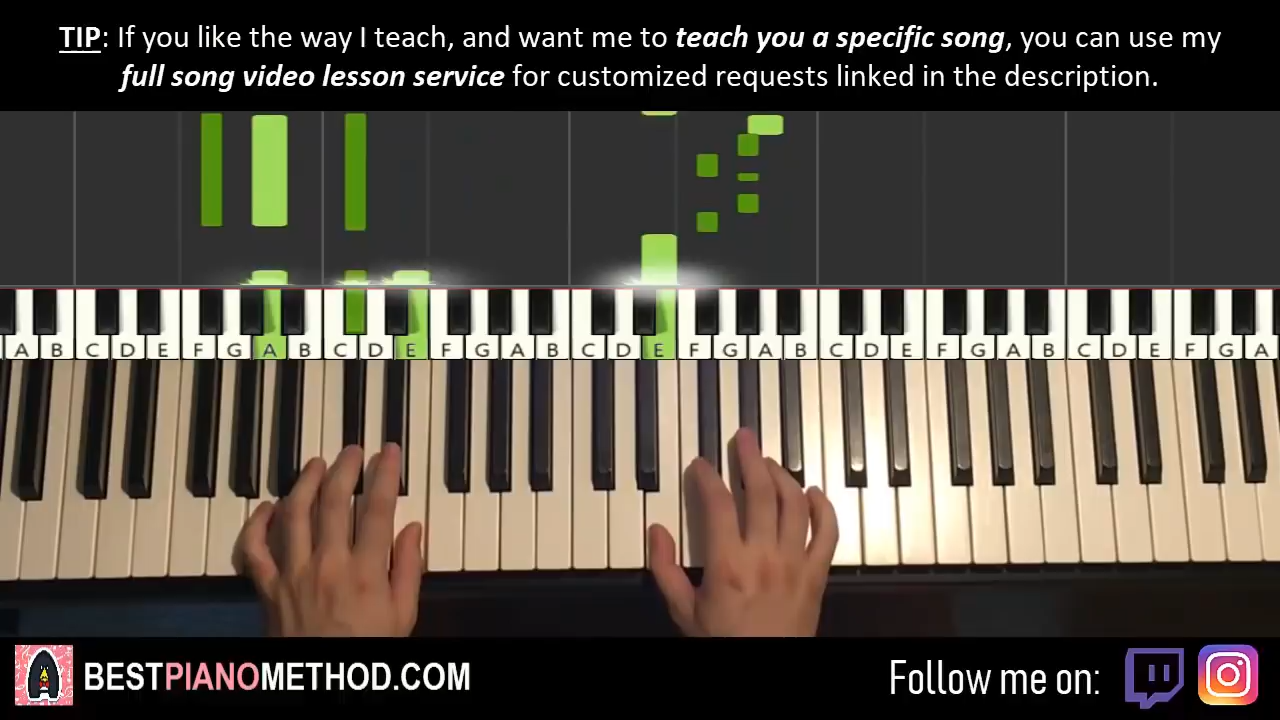 TIP: If you like the way I teach, and want me to teach you a specific song, you can use my
full song video lesson service for customized requests linked in the description.
A B C D E F G A B C D E F G A B C D E F G A B C D E F G A B C D E F G A
BESTPIANOMETHOD.COM
Follow me on: